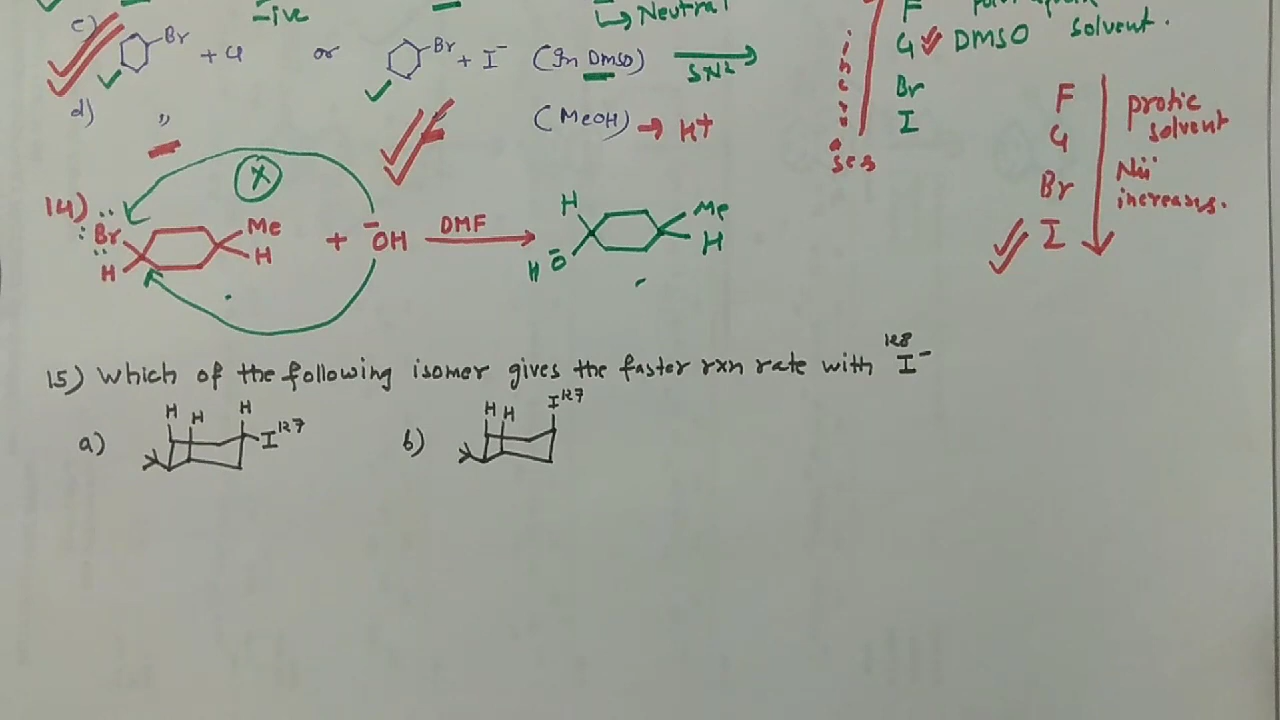 -ive
↳ Neutral
F
c) Br + Cl or Br + I⁻ (In DMSO) SN²
Cl DMSO solvent.
Br
I
d) ,, (MeOH) → H⁺
F
Cl
Br
I
protic
solvent
increases.
14) Br H Me H + ⁻OH DMF H HO Me H
15) Which of the following isomer gives the faster rxn rate with ¹²⁸I⁻
a) H H H I¹²⁷
b) H H I¹²⁷